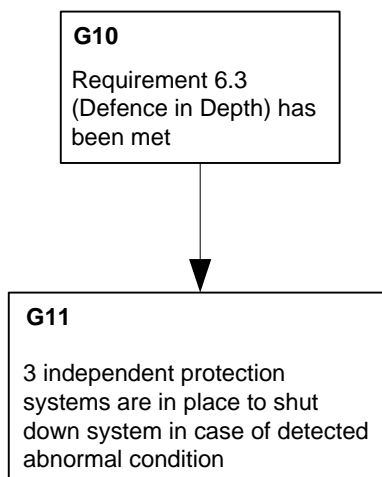 G10
Requirement 6.3
(Defence in Depth) has
been met
G11
3 independent protection
systems are in place to shut
down system in case of detected
abnormal condition